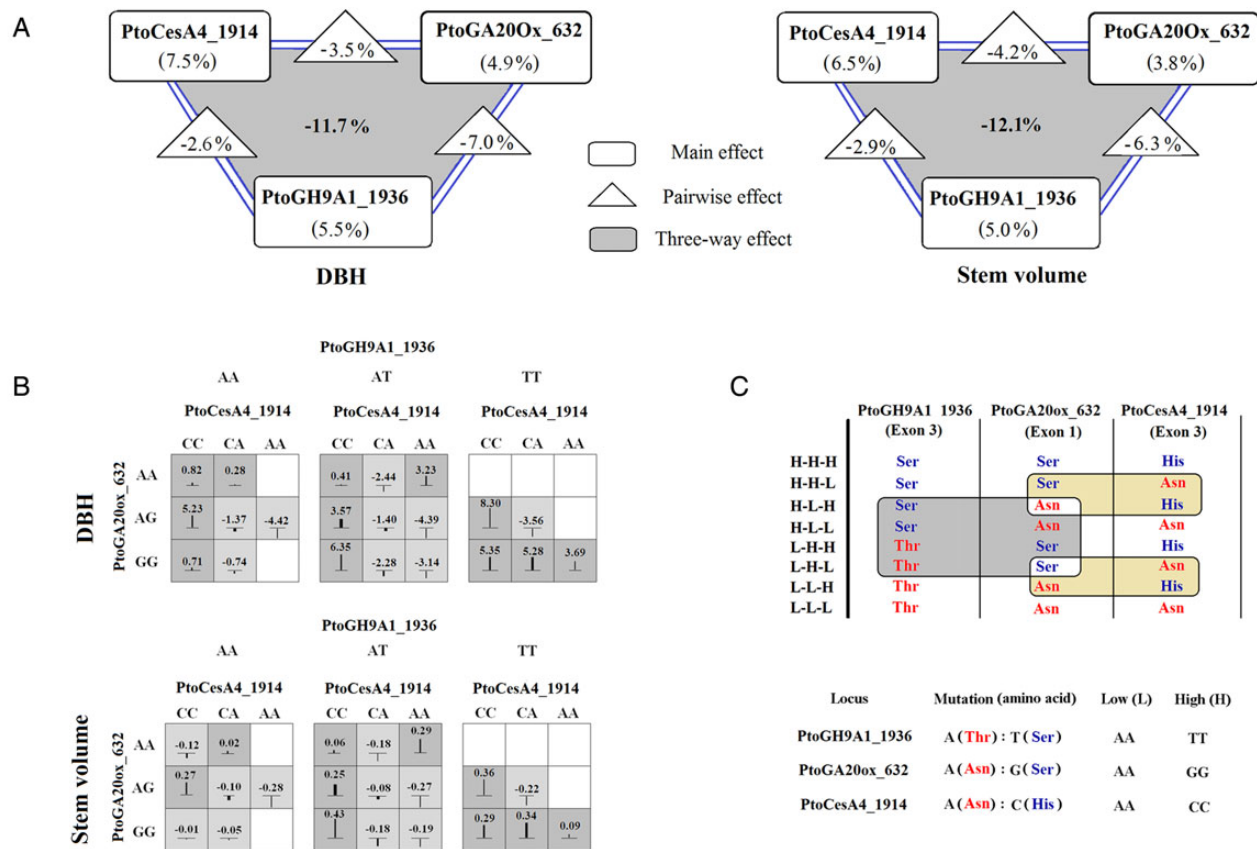 A
PtoCesA4_1914
(7.5%)
-3.5%
PtoGA20Ox_632
(4.9%)
-2.6%
-11.7%
-7.0%
PtoGH9A1_1936
(5.5%)
DBH
Main effect
Pairwise effect
Three-way effect
PtoCesA4_1914
(6.5%)
-4.2%
PtoGA20Ox_632
(3.8%)
-2.9%
-12.1%
-6.3%
PtoGH9A1_1936
(5.0%)
Stem volume
B
PtoGH9A1_1936
AA AT TT
PtoCesA4_1914 PtoCesA4_1914 PtoCesA4_1914
CC CA AA CC CA AA CC CA AA
DBH
PtoGA20ox_632
AA 0.82 0.28 0.41 -2.44 3.23
AG 5.23 -1.37 -4.42 3.57 -1.40 -4.39 8.30 -3.56
GG 0.71 -0.74 6.35 -2.28 -3.14 5.35 5.28 3.69
PtoGH9A1_1936
AA AT TT
PtoCesA4_1914 PtoCesA4_1914 PtoCesA4_1914
CC CA AA CC CA AA CC CA AA
Stem volume
PtoGA20ox_632
AA -0.12 0.02 0.06 -0.18 0.29
AG 0.27 -0.10 -0.28 0.25 -0.08 -0.27 0.36 -0.22
GG -0.01 -0.05 0.43 -0.18 -0.19 0.29 0.34 0.09
C
PtoGH9A1_1936 PtoGA20ox_632 PtoCesA4_1914
(Exon 3) (Exon 1) (Exon 3)
H-H-H Ser Ser His
H-H-L Ser Ser Asn
H-L-H Ser Asn His
H-L-L Ser Asn Asn
L-H-H Thr Ser His
L-H-L Thr Ser Asn
L-L-H Thr Asn His
L-L-L Thr Asn Asn
Locus Mutation (amino acid) Low (L) High (H)
PtoGH9A1_1936 A(Thr) : T(Ser) AA TT
PtoGA20ox_632 A(Asn) : G(Ser) AA GG
PtoCesA4_1914 A(Asn) : C(His) AA CC